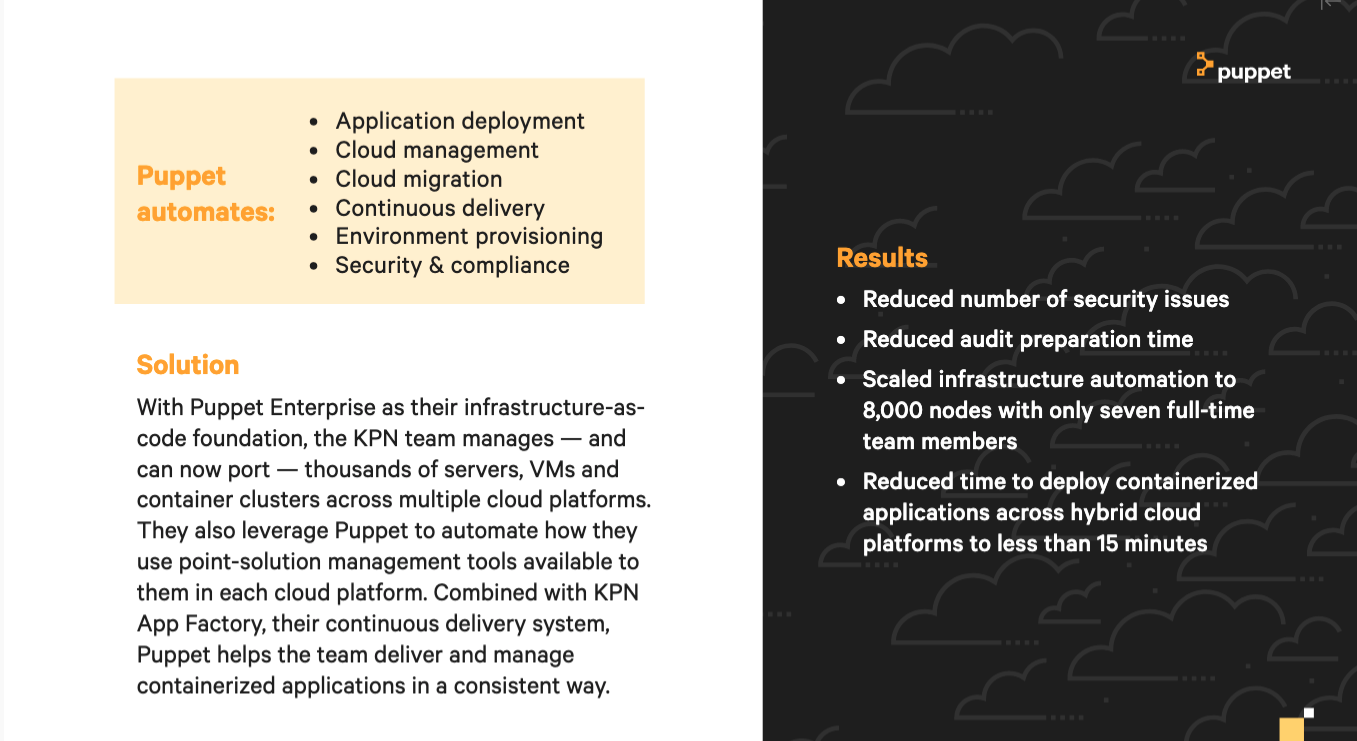 Puppet
automates:
• Application deployment
• Cloud management
• Cloud migration
• Continuous delivery
• Environment provisioning
• Security & compliance
Solution
With Puppet Enterprise as their infrastructure-as-
code foundation, the KPN team manages — and
can now port — thousands of servers, VMs and
container clusters across multiple cloud platforms.
They also leverage Puppet to automate how they
use point-solution management tools available to
them in each cloud platform. Combined with KPN
App Factory, their continuous delivery system,
Puppet helps the team deliver and manage
containerized applications in a consistent way.
puppet
Results
• Reduced number of security issues
• Reduced audit preparation time
• Scaled infrastructure automation to
8,000 nodes with only seven full-time
team members
• Reduced time to deploy containerized
applications across hybrid cloud
platforms to less than 15 minutes